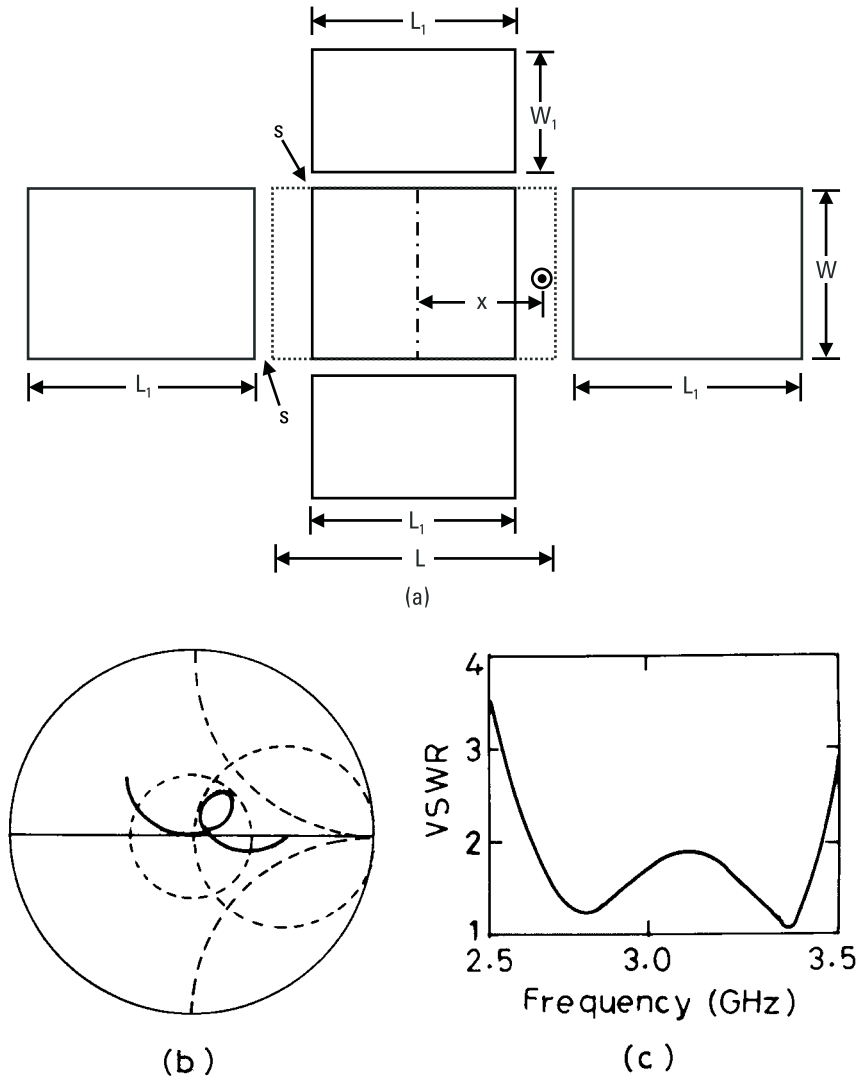 L₁
W₁
s
W
x
L₁
L₁
s
L₁
L
(a)
4
3
2
1
VSWR
2.5 3.0 3.5
Frequency (GHz)
(b)
(c)